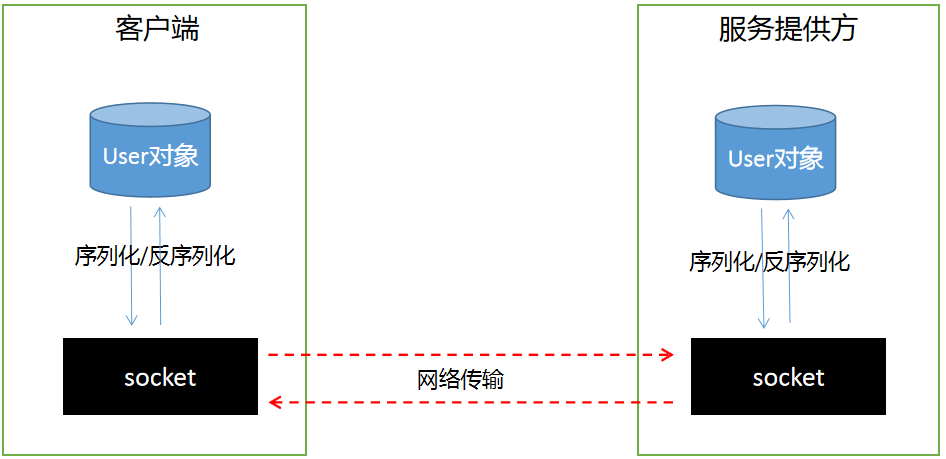 客户端
服务提供方
User对象
User对象
序列化/反序列化
序列化/反序列化
socket
网络传输
socket